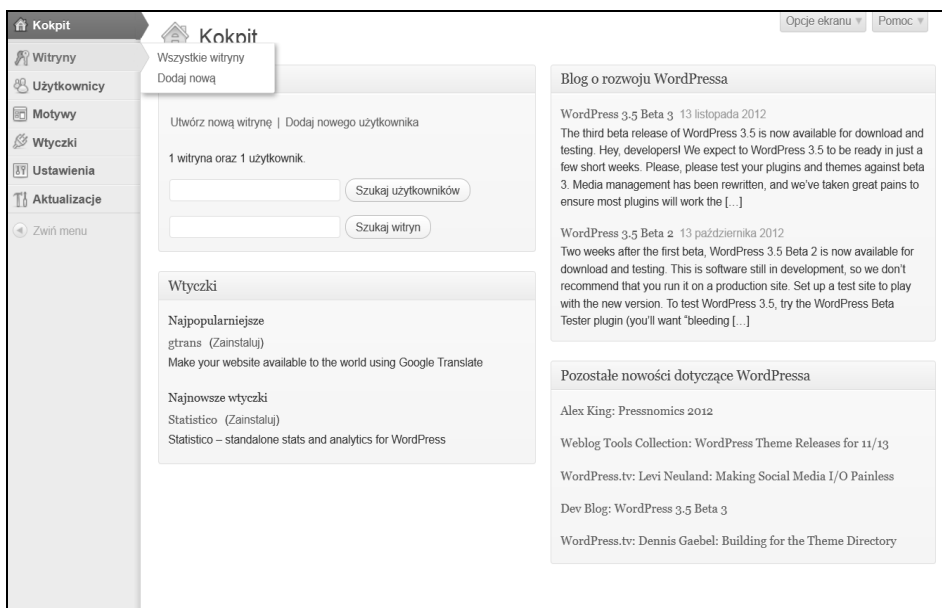 Kokpit
Witryny
Użytkownicy
Motywy
Wtyczki
Ustawienia
Aktualizacje
Zwiń menu
Wszystkie witryny
Dodaj nową
Opcje ekranu
Pomoc
Kokpit
Utwórz nową witrynę | Dodaj nowego użytkownika
1 witryna oraz 1 użytkownik.
Szukaj użytkowników
Szukaj witryn
Wtyczki
Najpopularniejsze
gtrans (Zainstaluj)
Make your website available to the world using Google Translate
Najnowsze wtyczki
Statistico (Zainstaluj)
Statistico – standalone stats and analytics for WordPress
Blog o rozwoju WordPressa
WordPress 3.5 Beta 3 13 listopada 2012
The third beta release of WordPress 3.5 is now available for download and
testing. Hey, developers! We expect to WordPress 3.5 to be ready in just a
few short weeks. Please, please test your plugins and themes against beta
3. Media management has been rewritten, and we've taken great pains to
ensure most plugins will work the […]
WordPress 3.5 Beta 2 13 października 2012
Two weeks after the first beta, WordPress 3.5 Beta 2 is now available for
download and testing. This is software still in development, so we don't
recommend that you run it on a production site. Set up a test site to play
with the new version. To test WordPress 3.5, try the WordPress Beta
Tester plugin (you'll want “bleeding […]
Pozostałe nowości dotyczące WordPressa
Alex King: Pressnomics 2012
Weblog Tools Collection: WordPress Theme Releases for 11/13
WordPress.tv: Levi Neuland: Making Social Media I/O Painless
Dev Blog: WordPress 3.5 Beta 3
WordPress.tv: Dennis Gaebel: Building for the Theme Directory